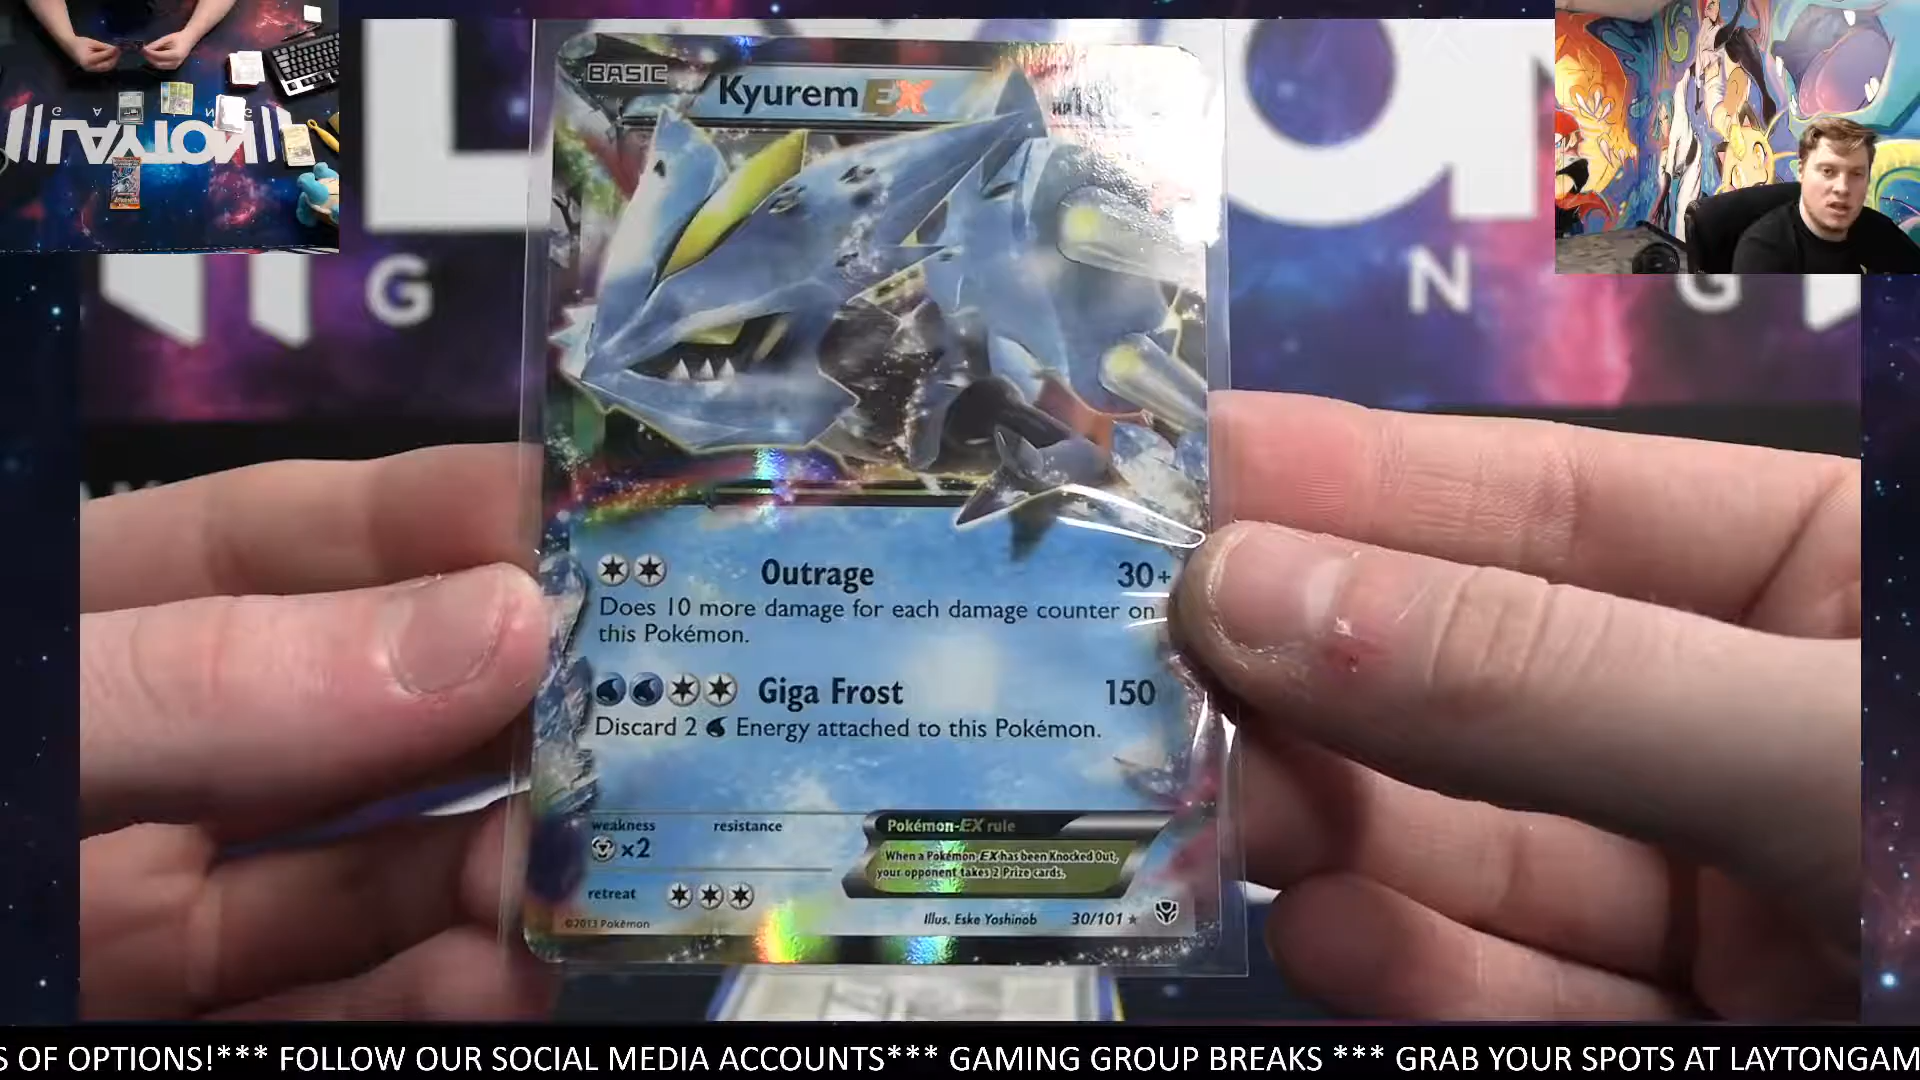 BASIC
KyuremEX
HP
G
N G
Outrage 30+
Does 10 more damage for each damage counter on
this Pokémon.
Giga Frost 150
Discard 2 Energy attached to this Pokémon.
weakness resistance
x2
retreat
Pokémon-EX rule
When a Pokémon-EX has been Knocked Out,
your opponent takes 2 Prize cards.
©2013 Pokémon
Illus. Eske Yoshinob 30/101
S OF OPTIONS!*** FOLLOW OUR SOCIAL MEDIA ACCOUNTS*** GAMING GROUP BREAKS *** GRAB YOUR SPOTS AT LAYTONGAM